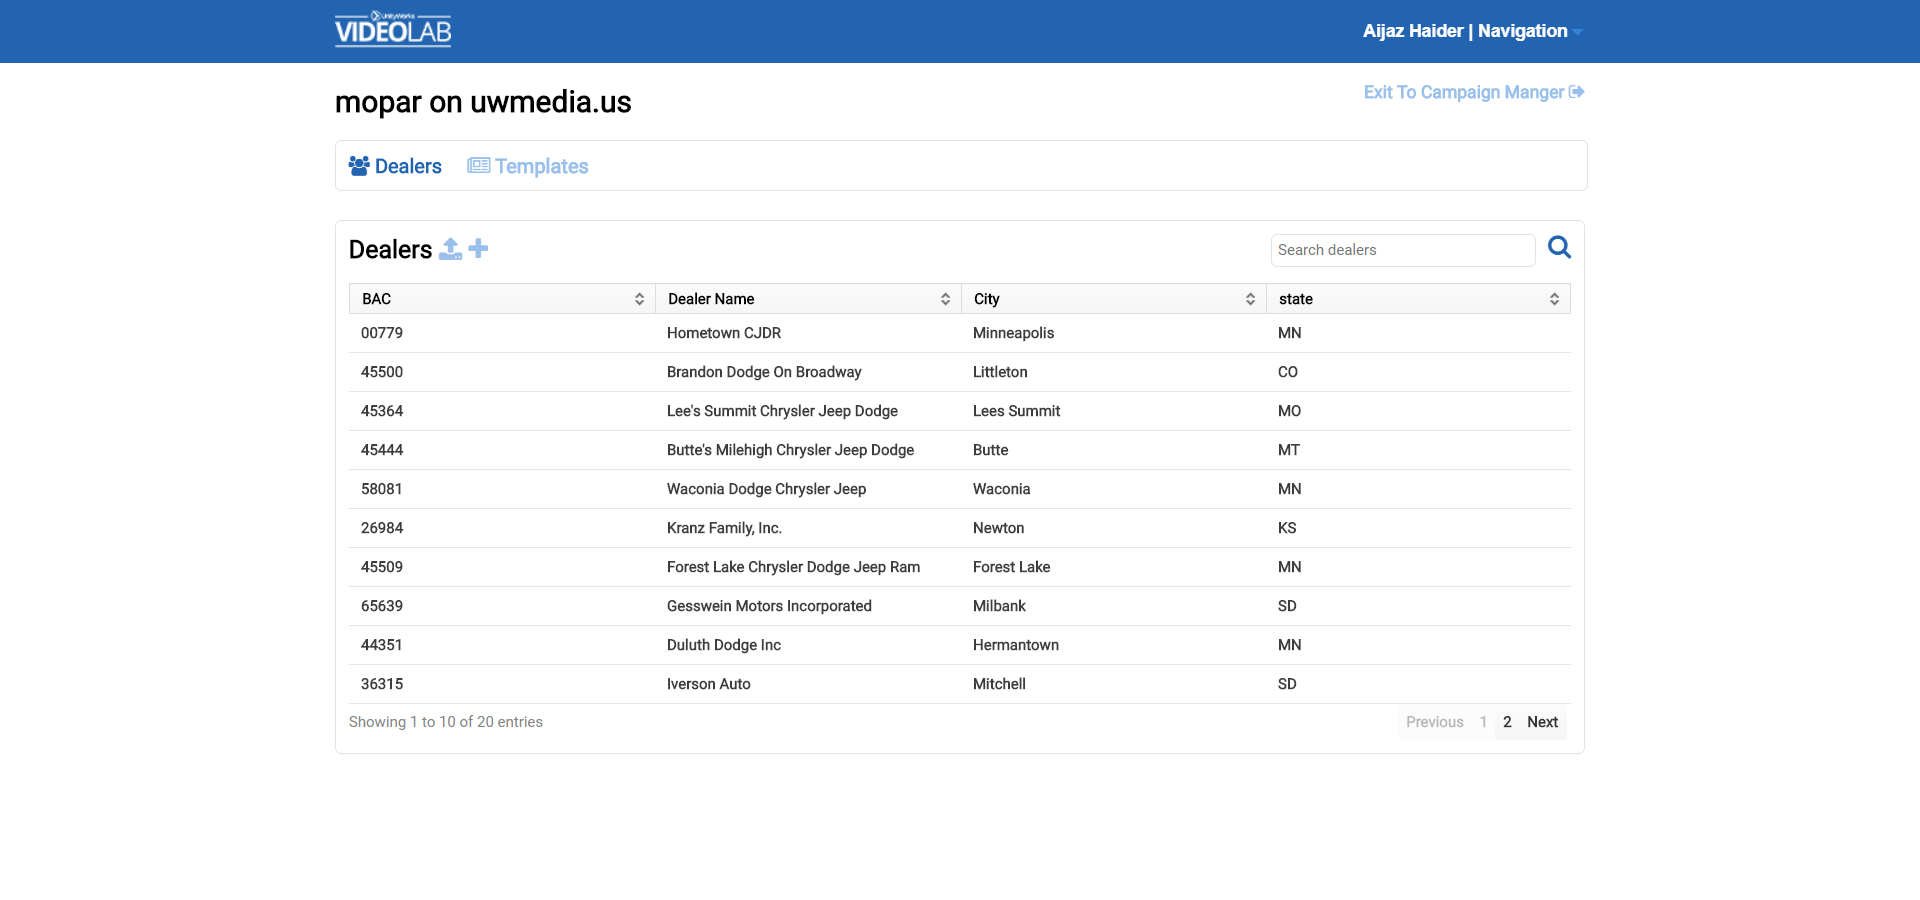 UnityWorks
VIDEOLAB
Aijaz Haider | Navigation
mopar on uwmedia.us
Exit To Campaign Manger
Dealers Templates
Dealers
Search dealers
BAC Dealer Name City state
00779 Hometown CJDR Minneapolis MN
45500 Brandon Dodge On Broadway Littleton CO
45364 Lee's Summit Chrysler Jeep Dodge Lees Summit MO
45444 Butte's Milehigh Chrysler Jeep Dodge Butte MT
58081 Waconia Dodge Chrysler Jeep Waconia MN
26984 Kranz Family, Inc. Newton KS
45509 Forest Lake Chrysler Dodge Jeep Ram Forest Lake MN
65639 Gesswein Motors Incorporated Milbank SD
44351 Duluth Dodge Inc Hermantown MN
36315 Iverson Auto Mitchell SD
Showing 1 to 10 of 20 entries Previous 1 2 Next